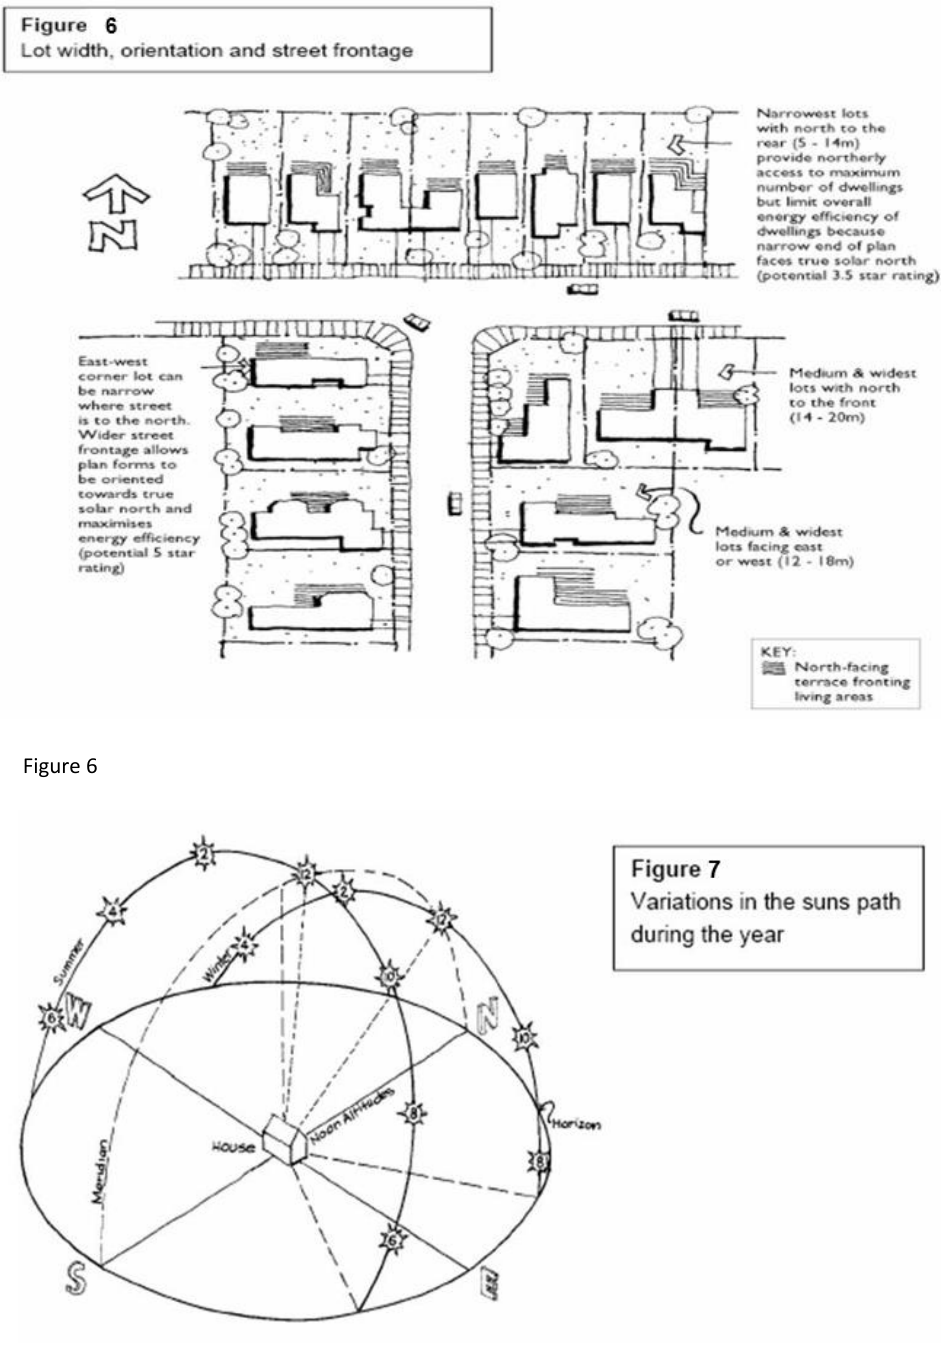 Figure 6
Lot width, orientation and street frontage
Narrowest lots
with north to the
rear (5 - 14m)
provide northerly
access to maximum
number of dwellings
but limit overall
energy efficiency of
dwellings because
narrow end of plan
faces true solar north
(potential 3.5 star rating)
N
East-west
corner lot can
be narrow
where street
is to the north.
Wider street
frontage allows
plan forms to
be oriented
towards true
solar north and
maximises
energy efficiency
(potential 5 star
rating)
Medium & widest
lots with north
to the front
(14 - 20m)
Medium & widest
lots facing east
or west (12 - 18m)
KEY:
North-facing
terrace fronting
living areas
Figure 6
Figure 7
Variations in the suns path
during the year
2
12
2
4
12
4
Summer
Winter
10
6
W
N
10
Noon Altitudes
8
Horizon
House
Meridian
8
6
S
E